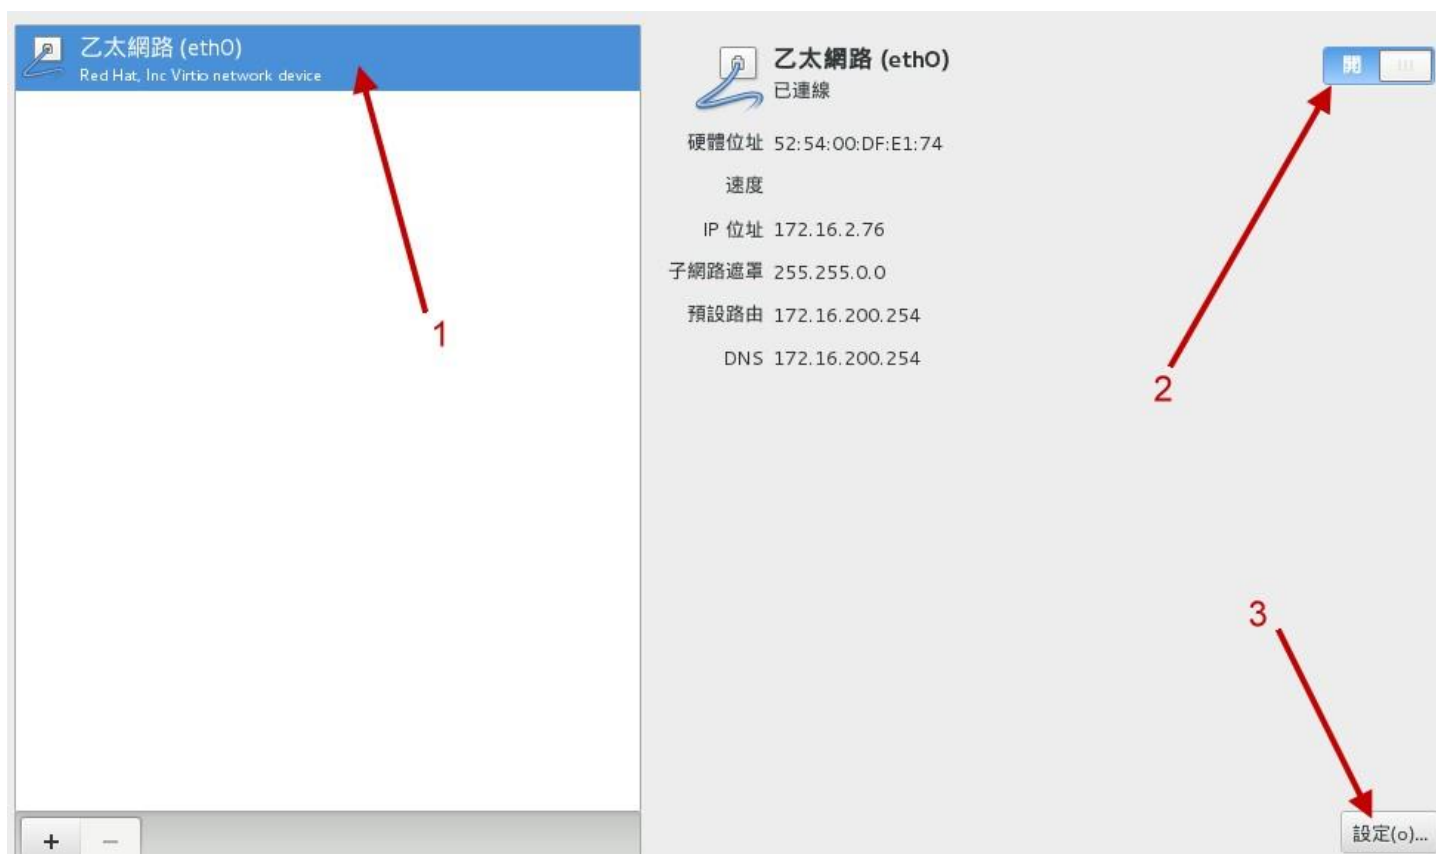 乙太網路 (eth0)
Red Hat, Inc Virtio network device
1
+ −
乙太網路 (eth0)
已連線
開
硬體位址 52:54:00:DF:E1:74
速度
IP 位址 172.16.2.76
子網路遮罩 255.255.0.0
預設路由 172.16.200.254
DNS 172.16.200.254
2
3
設定(o)...